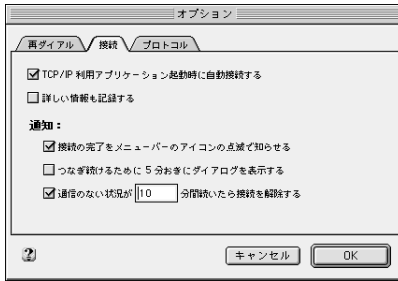 オプション
再ダイアル 接続 プロトコル
TCP/IP 利用アプリケーション起動時に自動接続する
詳しい情報も記録する
通知：
接続の完了をメニューバーのアイコンの点滅で知らせる
つなぎ続けるために 5 分おきにダイアログを表示する
通信のない状況が 10 分間続いたら接続を解除する
? キャンセル OK